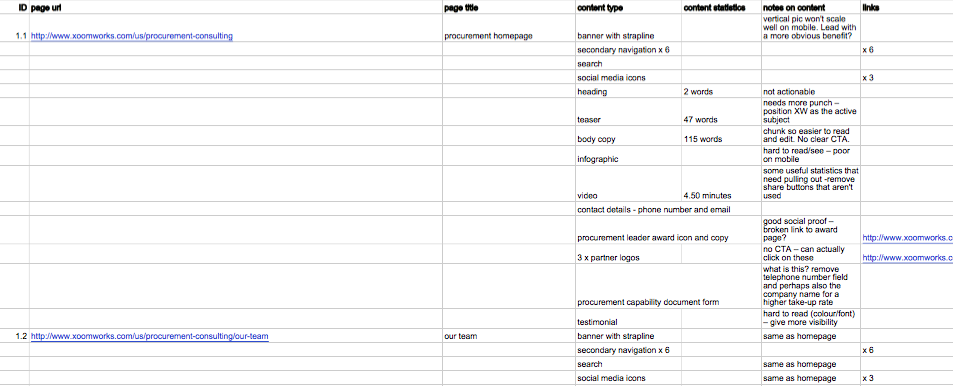 ID page url page title content type content statistics notes on content links
vertical pic won't scale
well on mobile. Lead with
1.1 http://www.xoomworks.com/us/procurement-consulting procurement homepage banner with strapline a more obvious benefit?
secondary navigation x 6 x 6
search
social media icons x 3
heading 2 words not actionable
needs more punch –
position XW as the active
teaser 47 words subject
chunk so easier to read
body copy 115 words and edit. No clear CTA.
hard to read/see – poor
infographic on mobile
some useful statistics that
need pulling out -remove
share buttons that aren't
video 4.50 minutes used
contact details - phone number and email
good social proof –
broken link to award
procurement leader award icon and copy page? http://www.xoomworks.c
no CTA – can actually
3 x partner logos click on these http://www.xoomworks.c
what is this? remove
telephone number field
and perhaps also the
company name for a
procurement capability document form higher take-up rate
hard to read (colour/font)
testimonial – give more visibility
1.2 http://www.xoomworks.com/us/procurement-consulting/our-team our team banner with strapline same as homepage
secondary navigation x 6 x 6
search same as homepage
social media icons same as homepage x 3